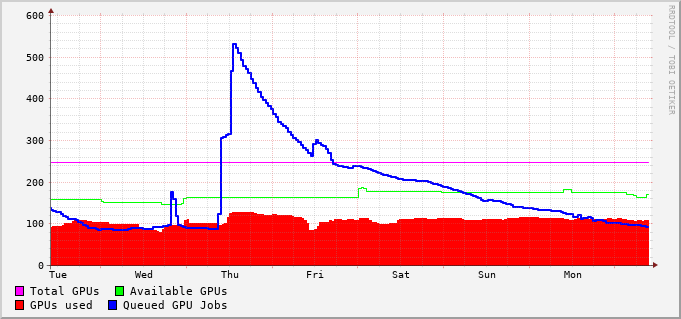 600
500
400
300
200
100
0
Tue Wed Thu Fri Sat Sun Mon
Total GPUs Available GPUs
GPUs used Queued GPU Jobs
RRDTOOL / TOBI OETIKER